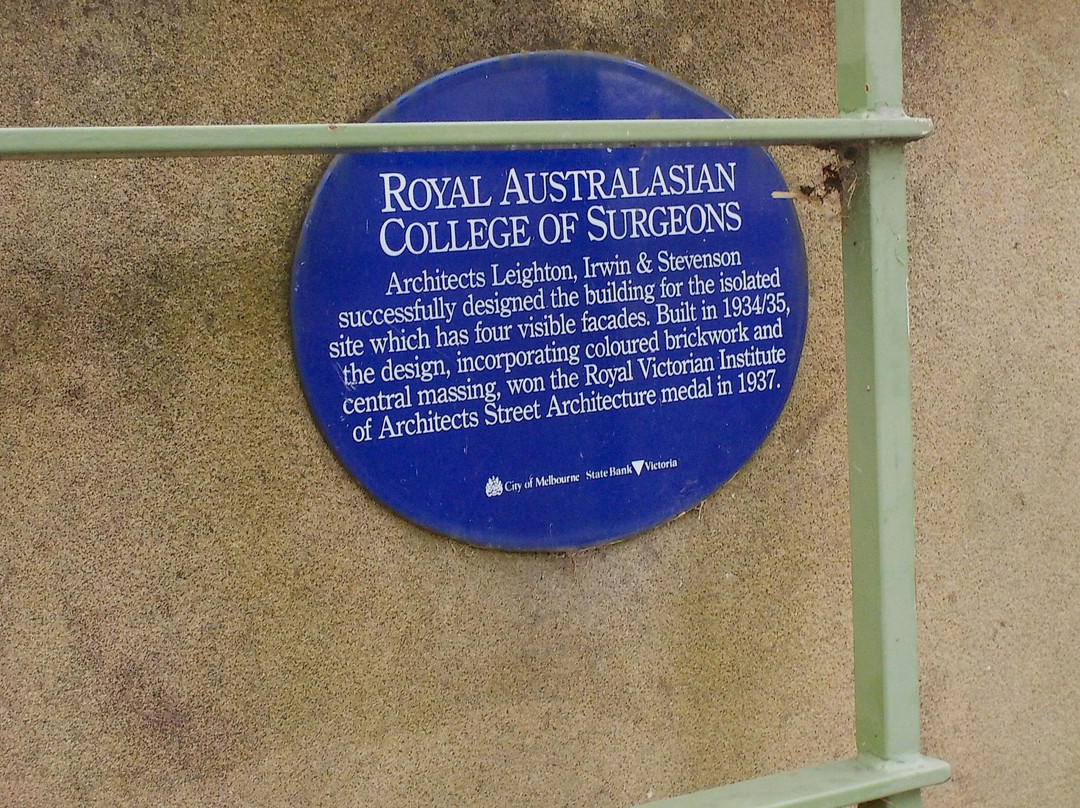 ROYAL AUSTRALASIAN
COLLEGE OF SURGEONS
Architects Leighton, Irwin & Stevenson
successfully designed the building for the isolated
site which has four visible facades. Built in 1934/35,
the design, incorporating coloured brickwork and
central massing, won the Royal Victorian Institute
of Architects Street Architecture medal in 1937.
City of Melbourne State Bank Victoria